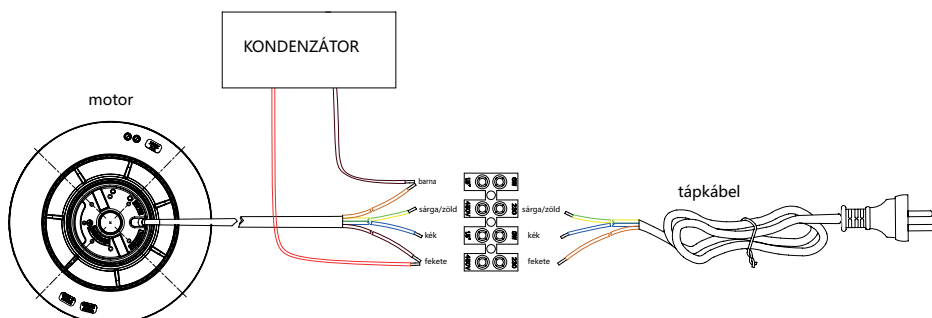 KONDENZÁTOR
motor
barna
sárga/zöld
kék
fekete
sárga/zöld
kék
fekete
tápkábel